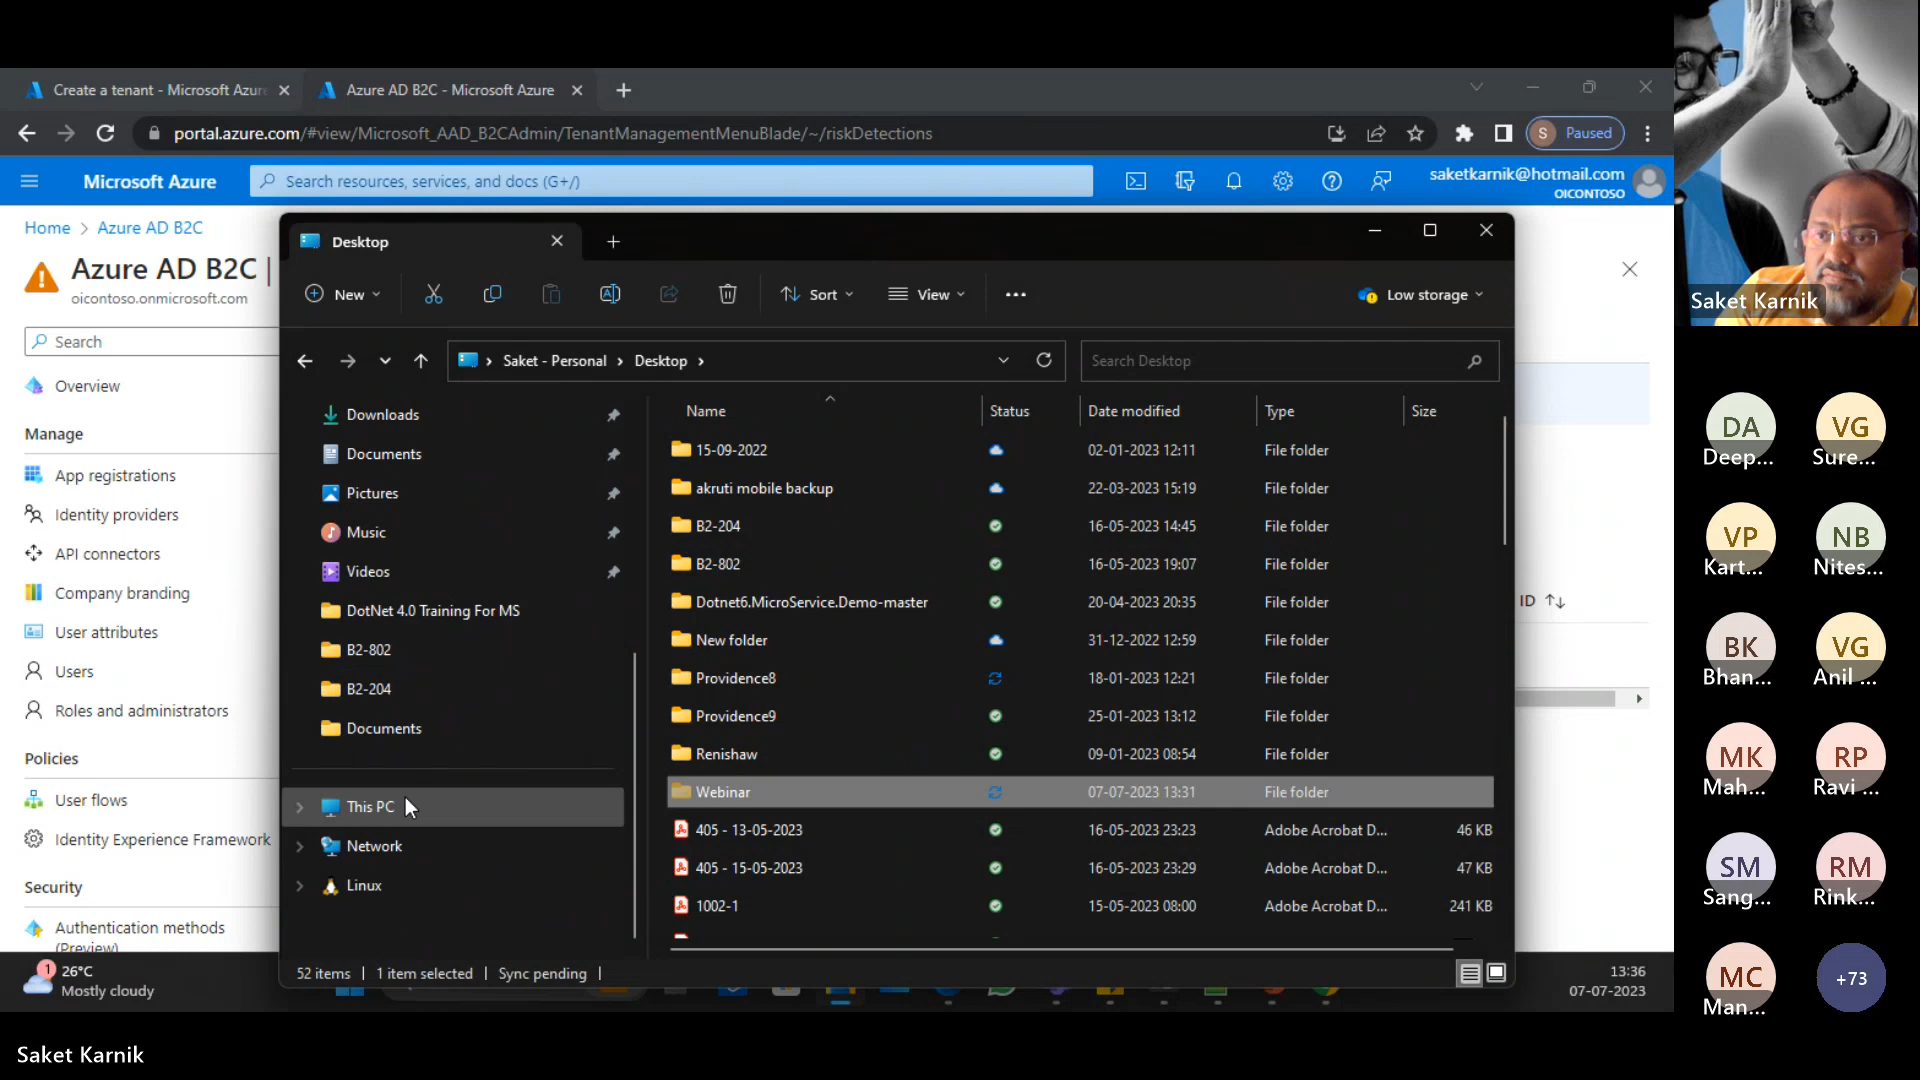 Create a tenant - Microsoft Azur
Azure AD B2C - Microsoft Azure
portal.azure.com/#view/Microsoft_AAD_B2CAdmin/TenantManagementMenuBlade/~/riskDetections
S
Paused
Microsoft Azure
Search resources, services, and docs (G+/)
saketkarnik@hotmail.com
OICONTOSO
Home > Azure AD B2C
Azure AD B2C |
oicontoso.onmicrosoft.com
Search
Overview
Manage
App registrations
Identity providers
API connectors
Company branding
User attributes
Users
Roles and administrators
Policies
User flows
Identity Experience Framework
Security
Authentication methods
(Preview)
Desktop
New
Sort
View
Low storage
Saket - Personal > Desktop >
Search Desktop
Downloads
Documents
Pictures
Music
Videos
DotNet 4.0 Training For MS
B2-802
B2-204
Documents
This PC
Network
Linux
Name Status Date modified Type Size
15-09-2022 02-01-2023 12:11 File folder
akruti mobile backup 22-03-2023 15:19 File folder
B2-204 16-05-2023 14:45 File folder
B2-802 16-05-2023 19:07 File folder
Dotnet6.MicroService.Demo-master 20-04-2023 20:35 File folder
New folder 31-12-2022 12:59 File folder
Providence8 18-01-2023 12:21 File folder
Providence9 25-01-2023 13:12 File folder
Renishaw 09-01-2023 08:54 File folder
Webinar 07-07-2023 13:31 File folder
405 - 13-05-2023 16-05-2023 23:23 Adobe Acrobat D... 46 KB
405 - 15-05-2023 16-05-2023 23:29 Adobe Acrobat D... 47 KB
1002-1 15-05-2023 08:00 Adobe Acrobat D... 241 KB
52 items | 1 item selected | Sync pending |
ID
1
26°C
Mostly cloudy
13:36
07-07-2023
Saket Karnik
DA
Deep...
VG
Sure...
VP
Kart...
NB
Nites...
BK
Bhan...
VG
Anil ...
MK
Mah...
RP
Ravi ...
SM
Sang...
RM
Rink...
MC
Man...
+73
Saket Karnik